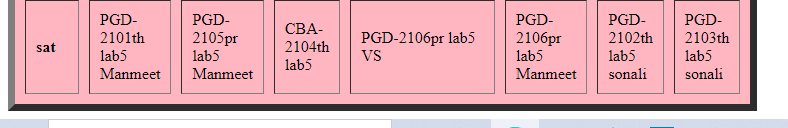 sat
PGD-
2101th
lab5
Manmeet
PGD-
2105pr
lab5
Manmeet
CBA-
2104th
lab5
PGD-2106pr lab5
VS
PGD-
2106pr
lab5
Manmeet
PGD-
2102th
lab5
sonali
PGD-
2103th
lab5
sonali